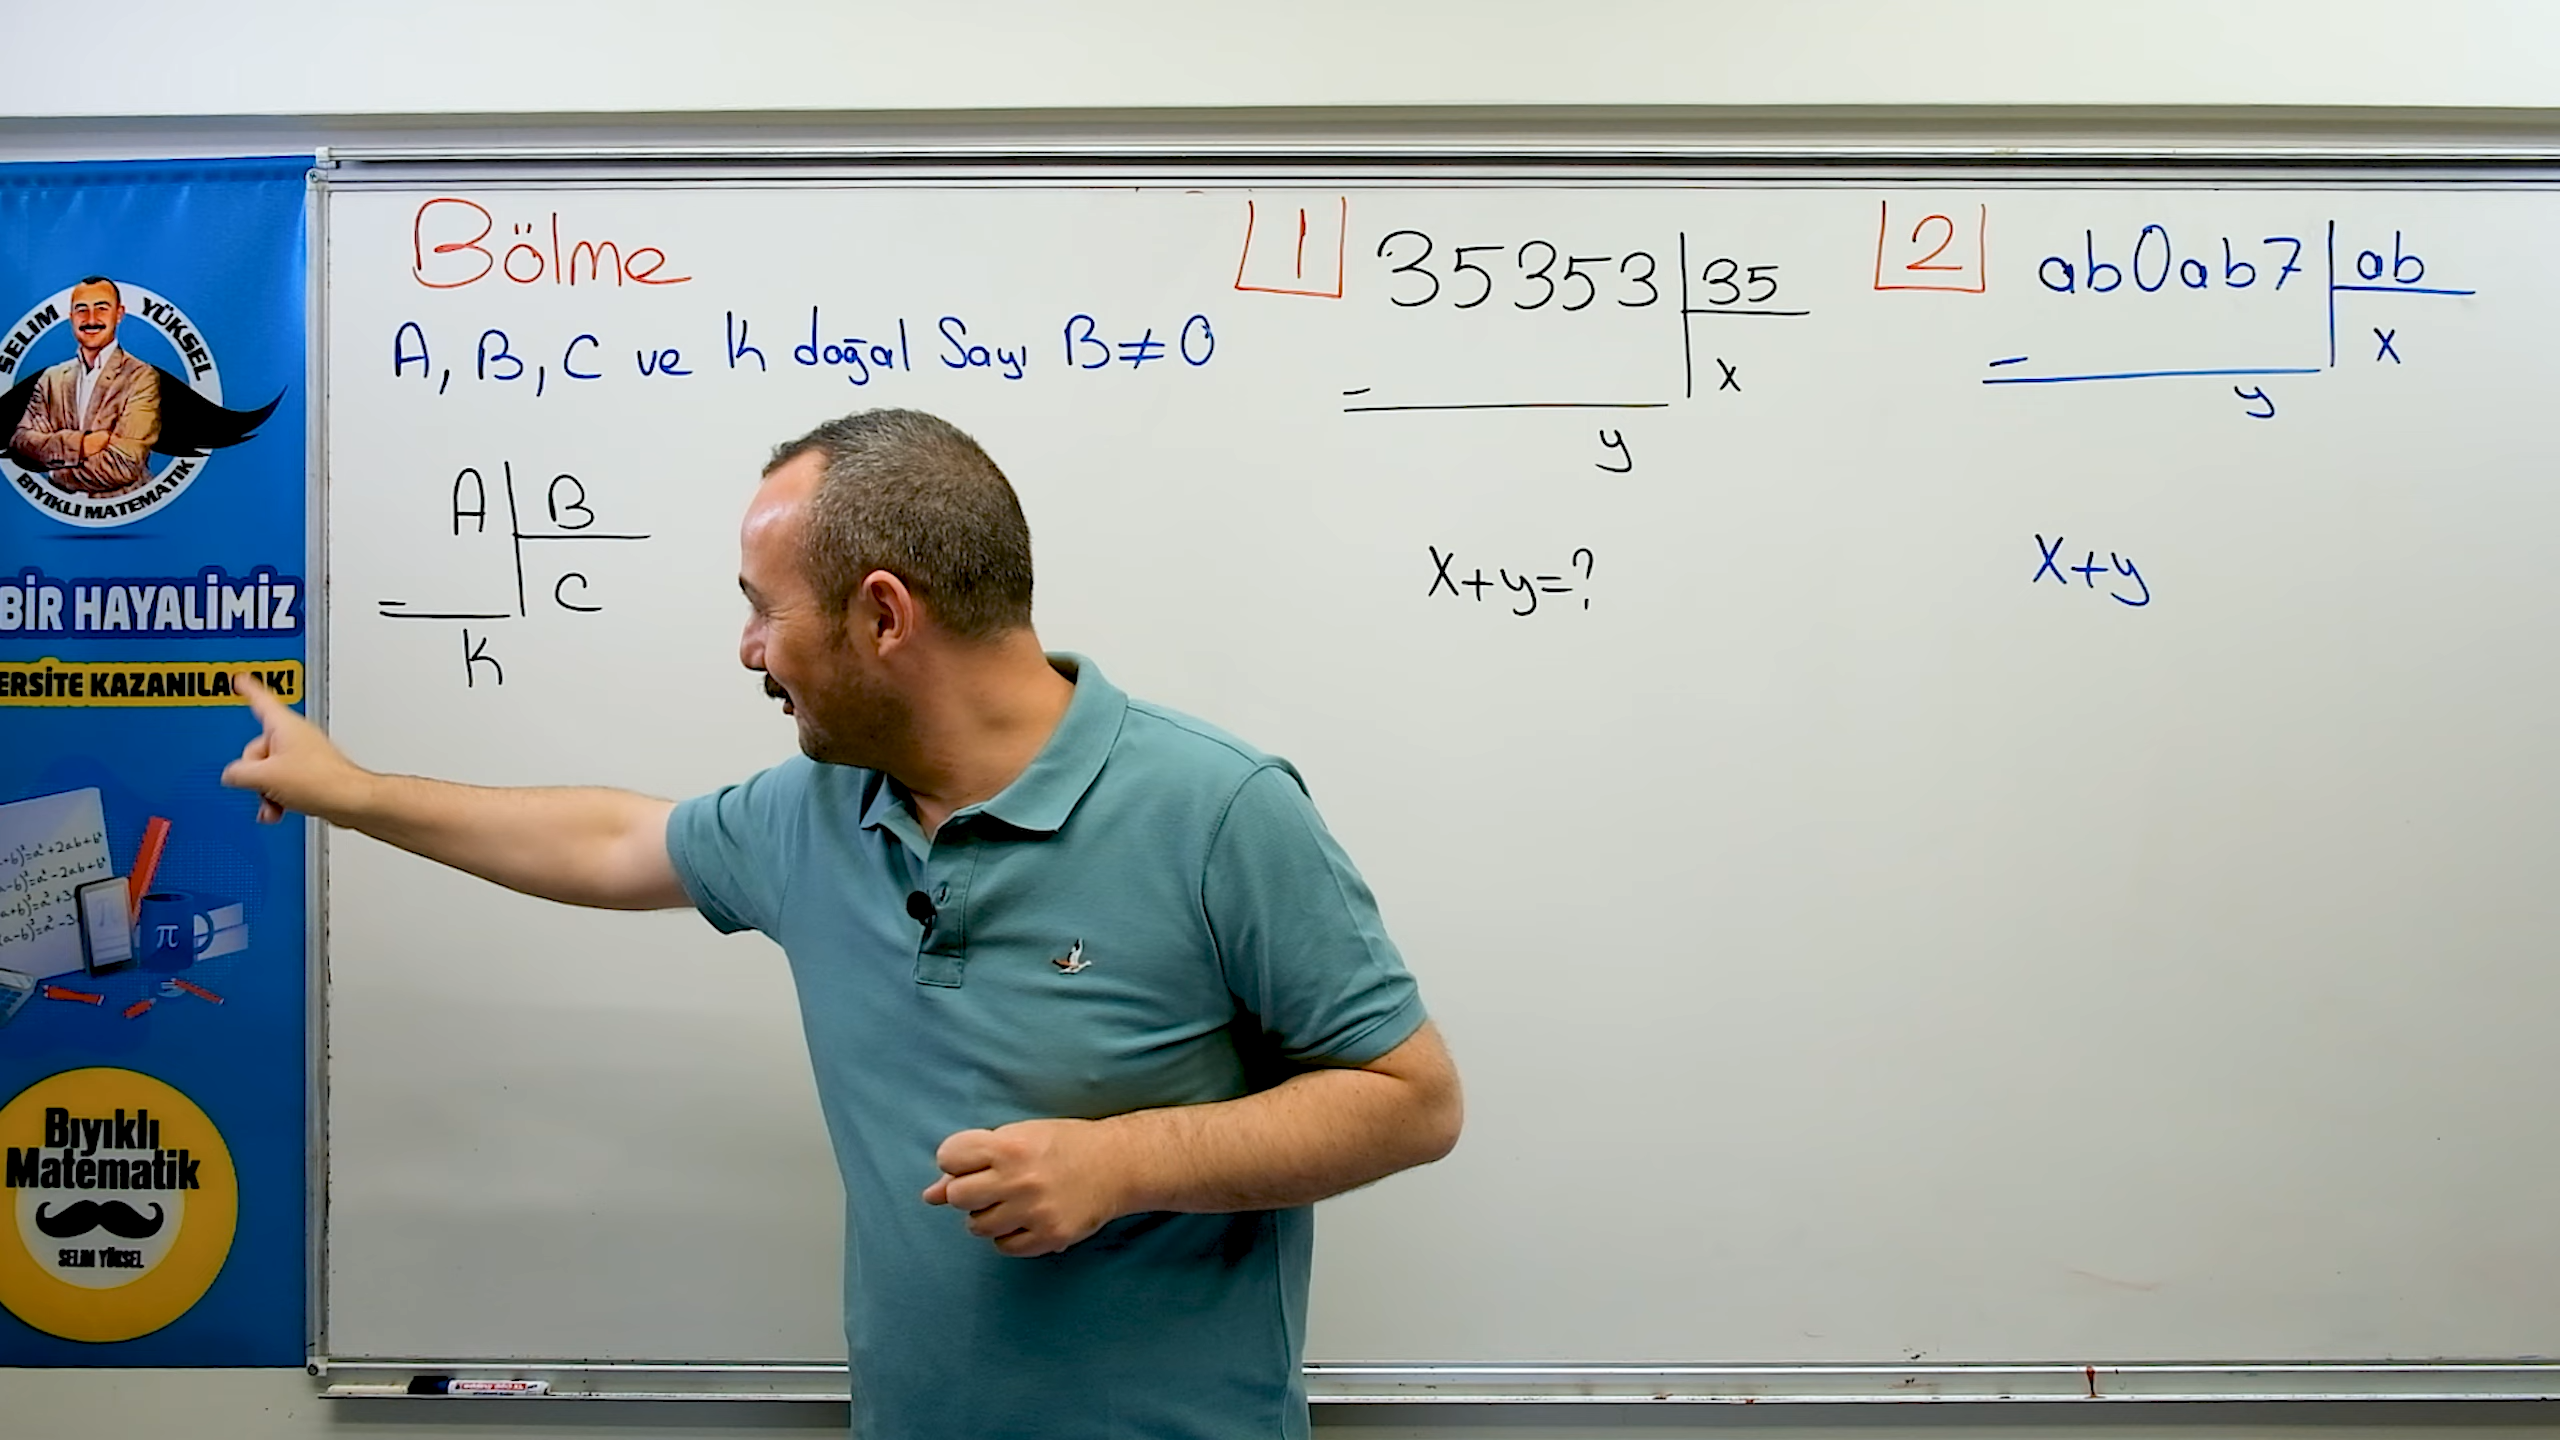 SELIM YÜKSEL
BIYIKLI MATEMATİK
BİR HAYALİMİZ
ERSİTE KAZANILACAK!
π
Bıyıklı
Matematik
SELİM YÜKSEL
Bölme
A, B, C ve K doğal Sayı B≠0
A B
C
K
1 35353 35
x
y
x+y=?
2 ab0ab7 ab
x
y
x+y